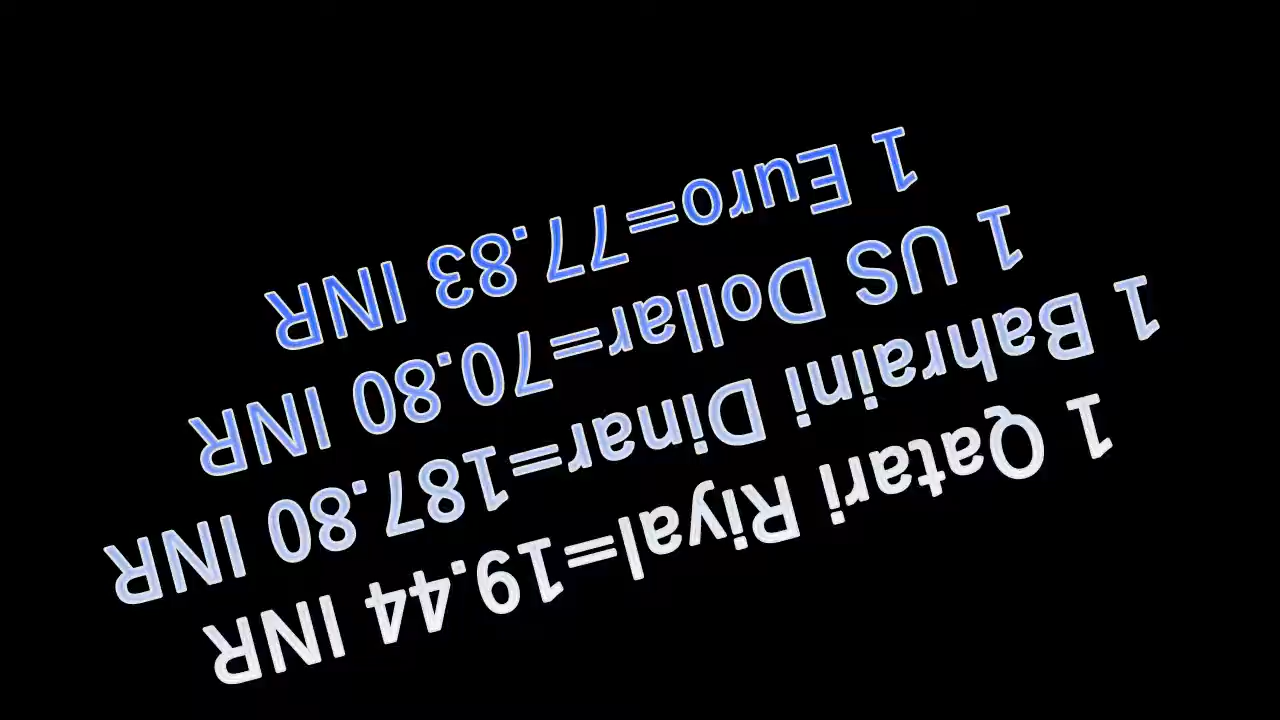 1 Qatari Riyal=19.44 INR
1 Bahraini Dinar=187.80 INR
1 US Dollar=70.80 INR
1 Euro=77.83 INR